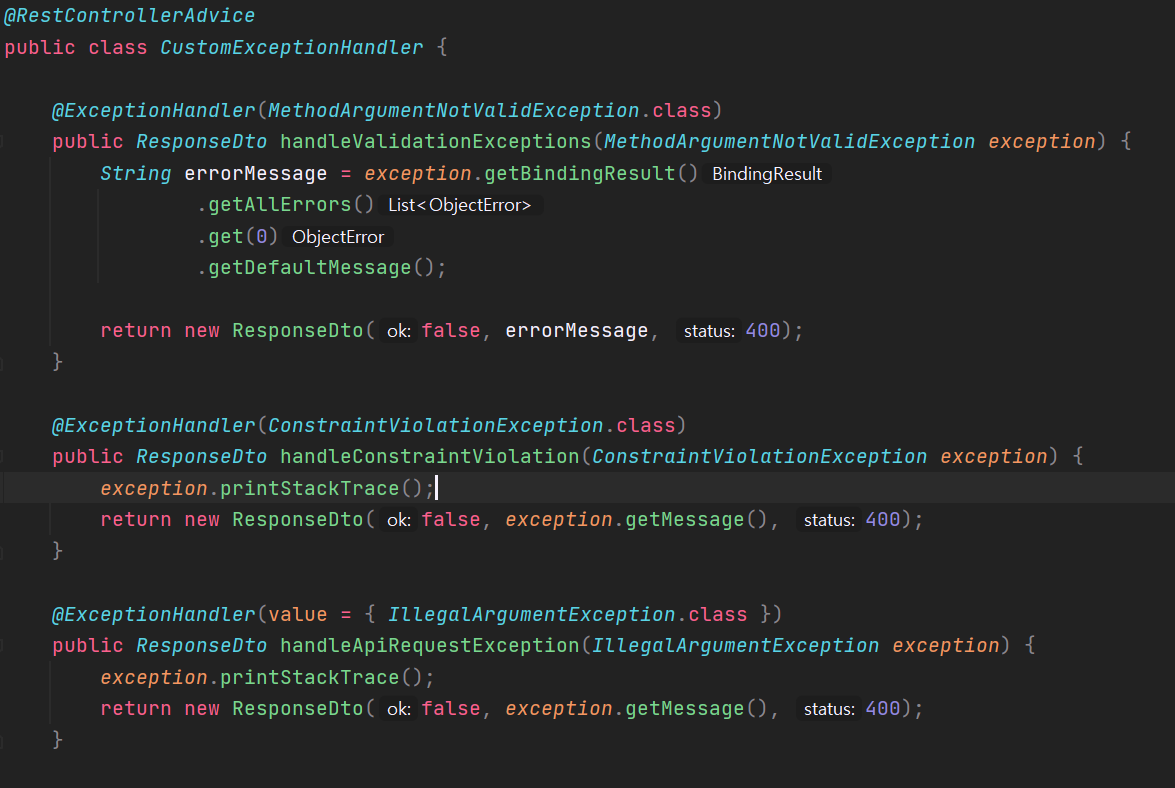 @RestControllerAdvice
public class CustomExceptionHandler {
@ExceptionHandler(MethodArgumentNotValidException.class)
public ResponseDto handleValidationExceptions(MethodArgumentNotValidException exception) {
String errorMessage = exception.getBindingResult() BindingResult
.getAllErrors() List<ObjectError>
.get(0) ObjectError
.getDefaultMessage();
return new ResponseDto( ok: false, errorMessage, status: 400);
}
@ExceptionHandler(ConstraintViolationException.class)
public ResponseDto handleConstraintViolation(ConstraintViolationException exception) {
exception.printStackTrace();
return new ResponseDto( ok: false, exception.getMessage(), status: 400);
}
@ExceptionHandler(value = { IllegalArgumentException.class })
public ResponseDto handleApiRequestException(IllegalArgumentException exception) {
exception.printStackTrace();
return new ResponseDto( ok: false, exception.getMessage(), status: 400);
}